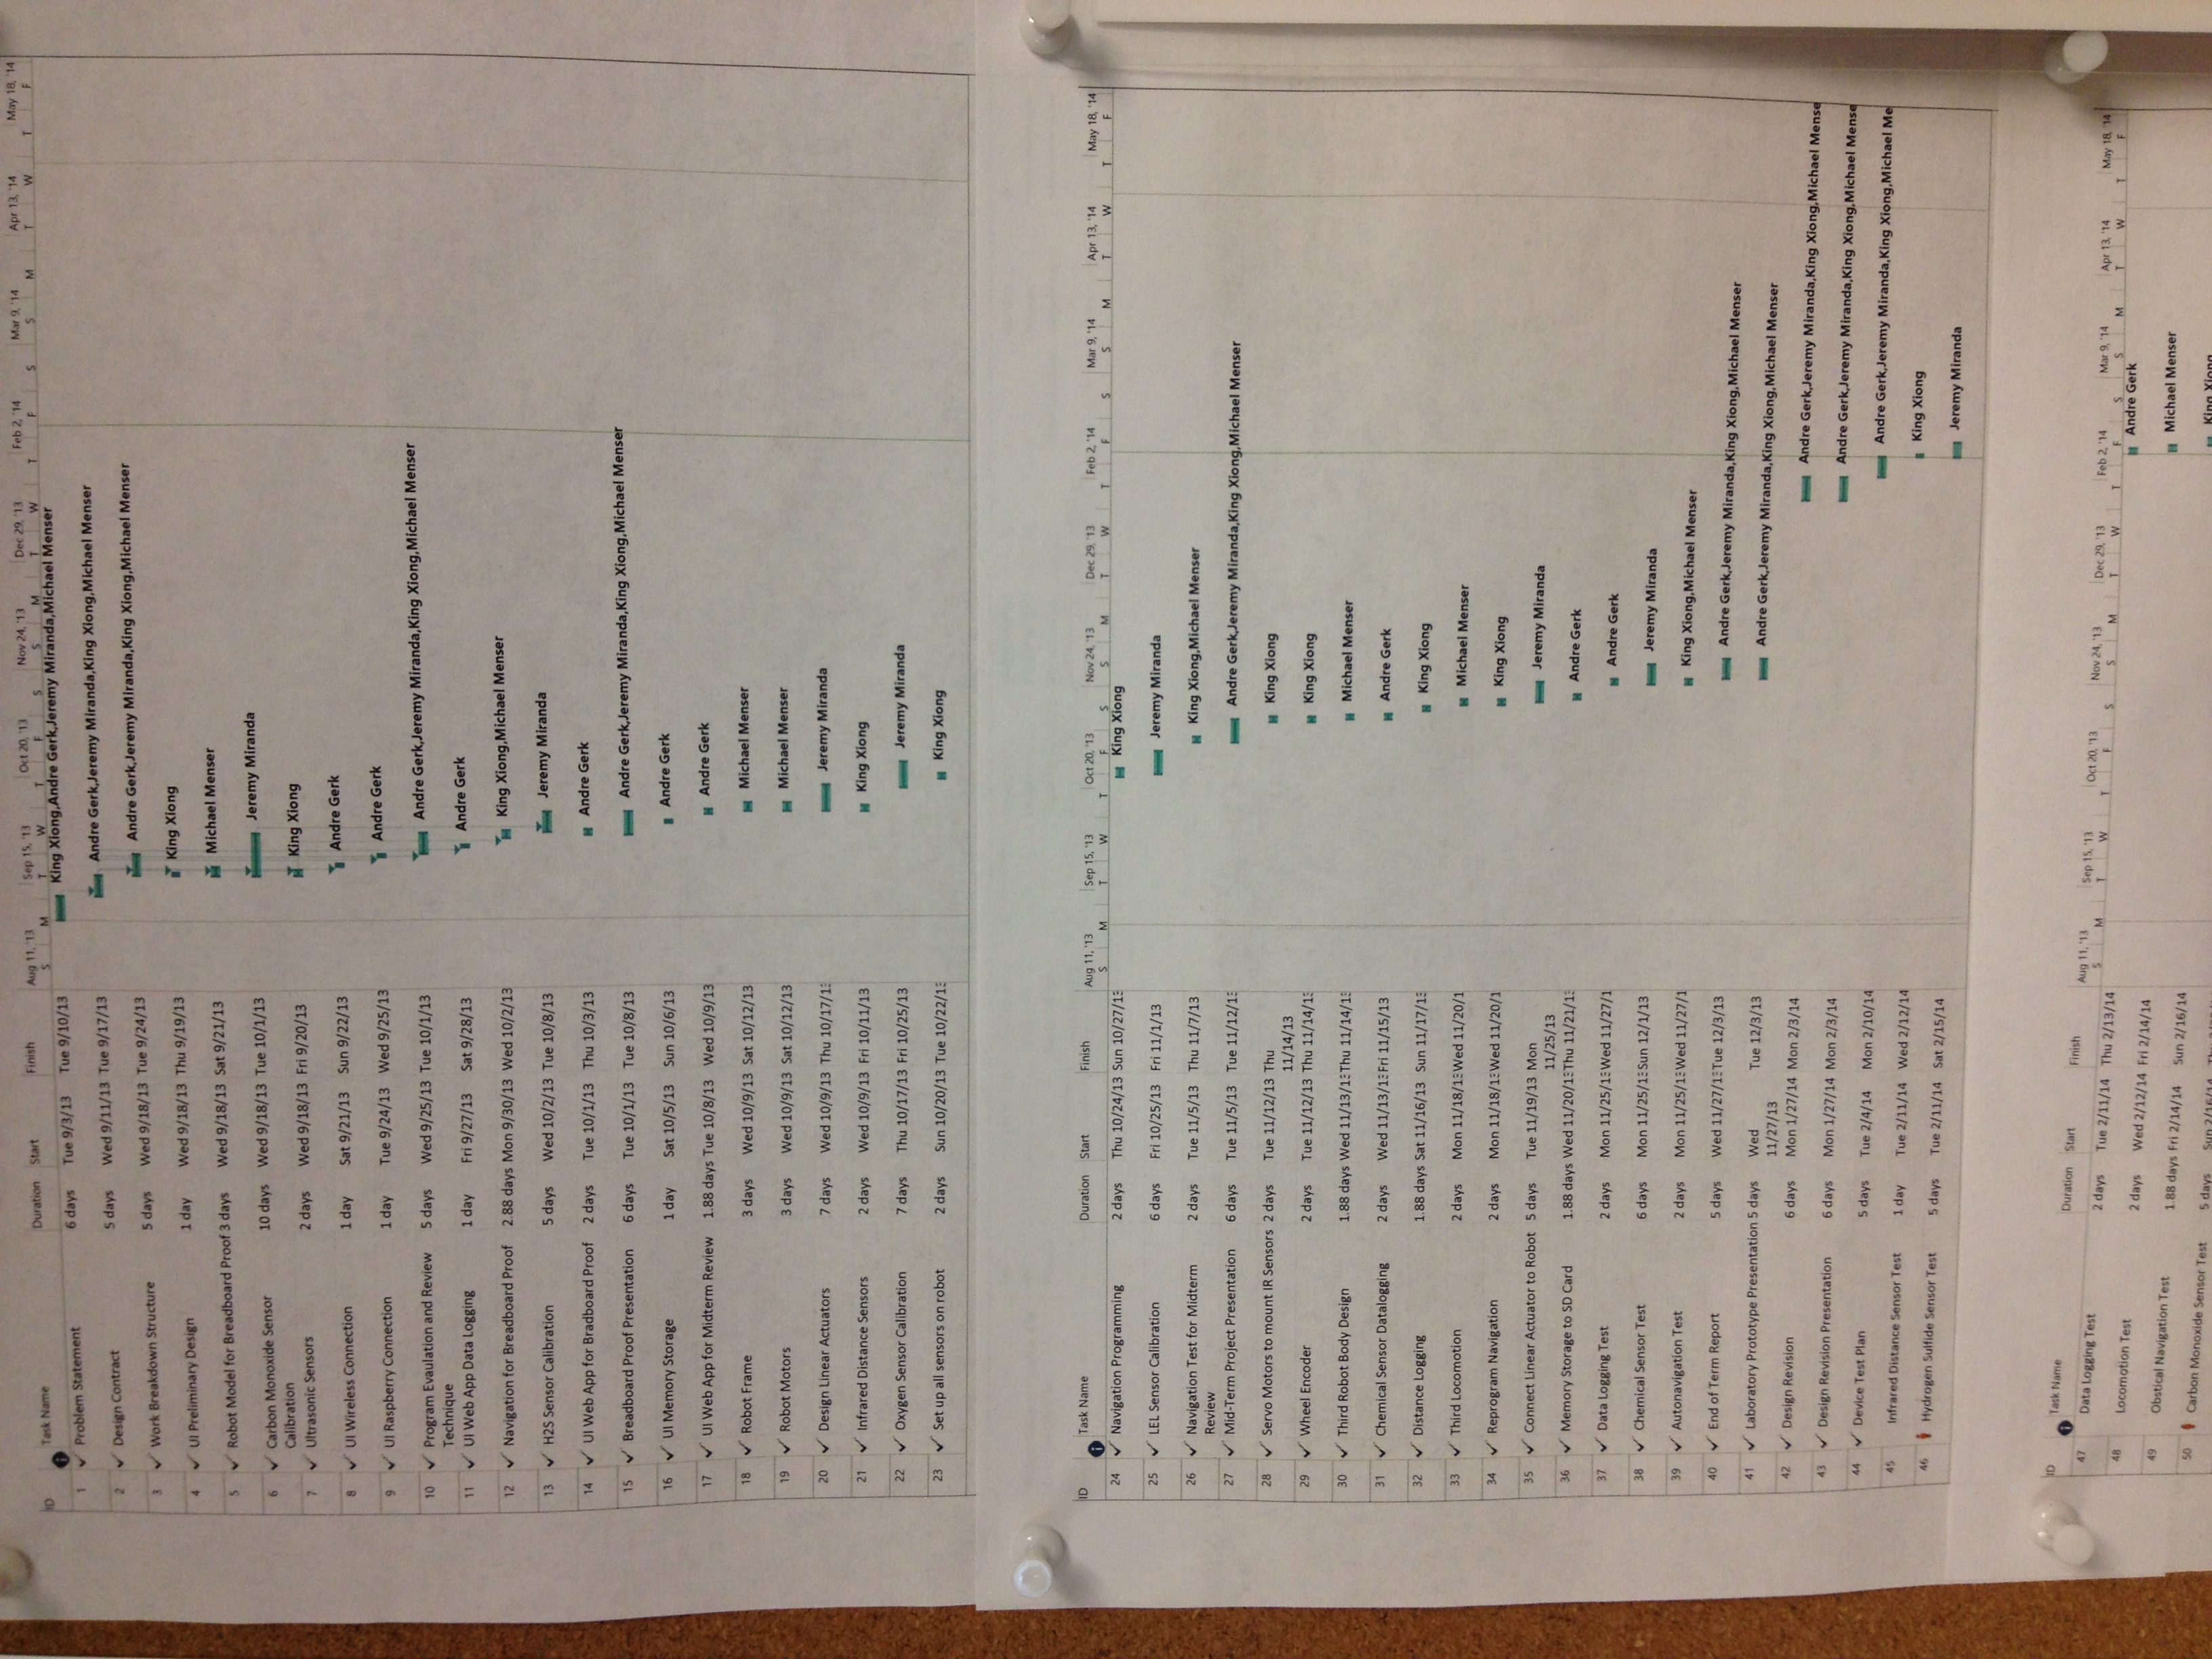 ID Task Name Duration Start Finish Aug 11, '13 Sep 15, '13 Oct 20, '13 Nov 24, '13 Dec 29, '13 Feb 2, '14 Mar 9, '14 Apr 13, '14 May 18, '14
S M T W T F S S M T W T F S S M T W T F
1 Problem Statement 6 days Tue 9/3/13 Tue 9/10/13 King Xiong,Andre Gerk,Jeremy Miranda,Michael Menser
2 Design Contract 5 days Wed 9/11/13 Tue 9/17/13 Andre Gerk,Jeremy Miranda,King Xiong,Michael Menser
3 Work Breakdown Structure 5 days Wed 9/18/13 Tue 9/24/13 Andre Gerk,Jeremy Miranda,King Xiong,Michael Menser
4 UI Preliminary Design 1 day Wed 9/18/13 Thu 9/19/13 King Xiong
5 Robot Model for Breadboard Proof 3 days Wed 9/18/13 Sat 9/21/13 Michael Menser
6 Carbon Monoxide Sensor 10 days Wed 9/18/13 Tue 10/1/13 Jeremy Miranda
Calibration
7 Ultrasonic Sensors 2 days Wed 9/18/13 Fri 9/20/13 King Xiong
8 UI Wireless Connection 1 day Sat 9/21/13 Sun 9/22/13 Andre Gerk
9 UI Raspberry Connection 1 day Tue 9/24/13 Wed 9/25/13 Andre Gerk
10 Program Evaulation and Review 5 days Wed 9/25/13 Tue 10/1/13 Andre Gerk,Jeremy Miranda,King Xiong,Michael Menser
Technique
11 UI Web App Data Logging 1 day Fri 9/27/13 Sat 9/28/13 Andre Gerk
12 Navigation for Breadboard Proof 2.88 days Mon 9/30/13 Wed 10/2/13 King Xiong,Michael Menser
13 H2S Sensor Calibration 5 days Wed 10/2/13 Tue 10/8/13 Jeremy Miranda
14 UI Web App for Bradboard Proof 2 days Tue 10/1/13 Thu 10/3/13 Andre Gerk
15 Breadboard Proof Presentation 6 days Tue 10/1/13 Tue 10/8/13 Andre Gerk,Jeremy Miranda,King Xiong,Michael Menser
16 UI Memory Storage 1 day Sat 10/5/13 Sun 10/6/13 Andre Gerk
17 UI Web App for Midterm Review 1.88 days Tue 10/8/13 Wed 10/9/13 Andre Gerk
18 Robot Frame 3 days Wed 10/9/13 Sat 10/12/13 Michael Menser
19 Robot Motors 3 days Wed 10/9/13 Sat 10/12/13 Michael Menser
20 Design Linear Actuators 7 days Wed 10/9/13 Thu 10/17/13 Jeremy Miranda
21 Infrared Distance Sensors 2 days Wed 10/9/13 Fri 10/11/13 King Xiong
22 Oxygen Sensor Calibration 7 days Thu 10/17/13 Fri 10/25/13 Jeremy Miranda
23 Set up all sensors on robot 2 days Sun 10/20/13 Tue 10/22/13 King Xiong
ID Task Name Duration Start Finish Aug 11, '13 Sep 15, '13 Oct 20, '13 Nov 24, '13 Dec 29, '13 Feb 2, '14 Mar 9, '14 Apr 13, '14 May 18, '14
S M T W T F S S M T W T F S S M T W T F
24 Navigation Programming 2 days Thu 10/24/13 Sun 10/27/13 King Xiong
25 LEL Sensor Calibration 6 days Fri 10/25/13 Fri 11/1/13 Jeremy Miranda
26 Navigation Test for Midterm 2 days Tue 11/5/13 Thu 11/7/13 King Xiong,Michael Menser
Review
27 Mid-Term Project Presentation 6 days Tue 11/5/13 Tue 11/12/13 Andre Gerk,Jeremy Miranda,King Xiong,Michael Menser
28 Servo Motors to mount IR Sensors 2 days Tue 11/12/13 Thu King Xiong
11/14/13
29 Wheel Encoder 2 days Tue 11/12/13 Thu 11/14/13 King Xiong
30 Third Robot Body Design 1.88 days Wed 11/13/13 Thu 11/14/13 Michael Menser
31 Chemical Sensor Datalogging 2 days Wed 11/13/13 Fri 11/15/13 Andre Gerk
32 Distance Logging 1.88 days Sat 11/16/13 Sun 11/17/13 King Xiong
33 Third Locomotion 2 days Mon 11/18/13 Wed 11/20/1 Michael Menser
34 Reprogram Navigation 2 days Mon 11/18/13 Wed 11/20/1 King Xiong
35 Connect Linear Actuator to Robot 5 days Tue 11/19/13 Mon Jeremy Miranda
11/25/13
36 Memory Storage to SD Card 1.88 days Wed 11/20/13 Thu 11/21/13 Andre Gerk
37 Data Logging Test 2 days Mon 11/25/13 Wed 11/27/1 Andre Gerk
38 Chemical Sensor Test 6 days Mon 11/25/13 Sun 12/1/13 Jeremy Miranda
39 Autonavigation Test 2 days Mon 11/25/13 Wed 11/27/1 King Xiong,Michael Menser
40 End of Term Report 5 days Wed 11/27/13 Tue 12/3/13 Andre Gerk,Jeremy Miranda,King Xiong,Michael Menser
41 Laboratory Prototype Presentation 5 days Wed Tue 12/3/13 Andre Gerk,Jeremy Miranda,King Xiong,Michael Menser
11/27/13
42 Design Revision 6 days Mon 1/27/14 Mon 2/3/14 Andre Gerk,Jeremy Miranda,King Xiong,Michael Mense
43 Design Revision Presentation 6 days Mon 1/27/14 Mon 2/3/14 Andre Gerk,Jeremy Miranda,King Xiong,Michael Mense
44 Device Test Plan 5 days Tue 2/4/14 Mon 2/10/14 Andre Gerk,Jeremy Miranda,King Xiong,Michael Me
45 Infrared Distance Sensor Test 1 day Tue 2/11/14 Wed 2/12/14 King Xiong
46 Hydrogen Sulfide Sensor Test 5 days Tue 2/11/14 Sat 2/15/14 Jeremy Miranda
ID Task Name Duration Start Finish Aug 11, '13 Sep 15, '13 Oct 20, '13 Nov 24, '13 Dec 29, '13 Feb 2, '14 Mar 9, '14 Apr 13, '14 May 18, '14
S M T W T F S S M T W T F S S M T W T F
47 Data Logging Test 2 days Tue 2/11/14 Thu 2/13/14 Andre Gerk
48 Locomotion Test 2 days Wed 2/12/14 Fri 2/14/14 Michael Menser
49 Obstical Navigation Test 1.88 days Fri 2/14/14 Sun 2/16/14 King Xiong
50 Carbon Monoxide Sensor Test 5 days Sun 2/16/14